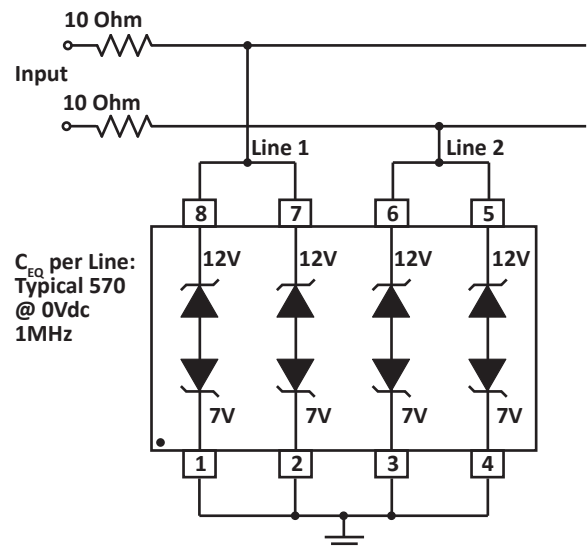 10 Ohm
Input
10 Ohm
Line 1
Line 2
8
7
6
5
C_EQ per Line:
Typical 570
@ 0Vdc
1MHz
12V
12V
12V
12V
7V
7V
7V
7V
1
2
3
4